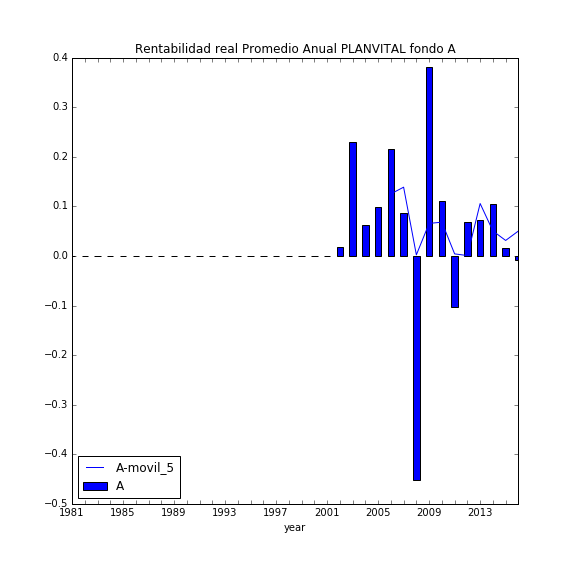 Rentabilidad real Promedio Anual PLANVITAL fondo A
0.4
0.3
0.2
0.1
0.0
−0.1
−0.2
−0.3
−0.4
−0.5
A-movil_5
A
1981 1985 1989 1993 1997 2001 2005 2009 2013
year